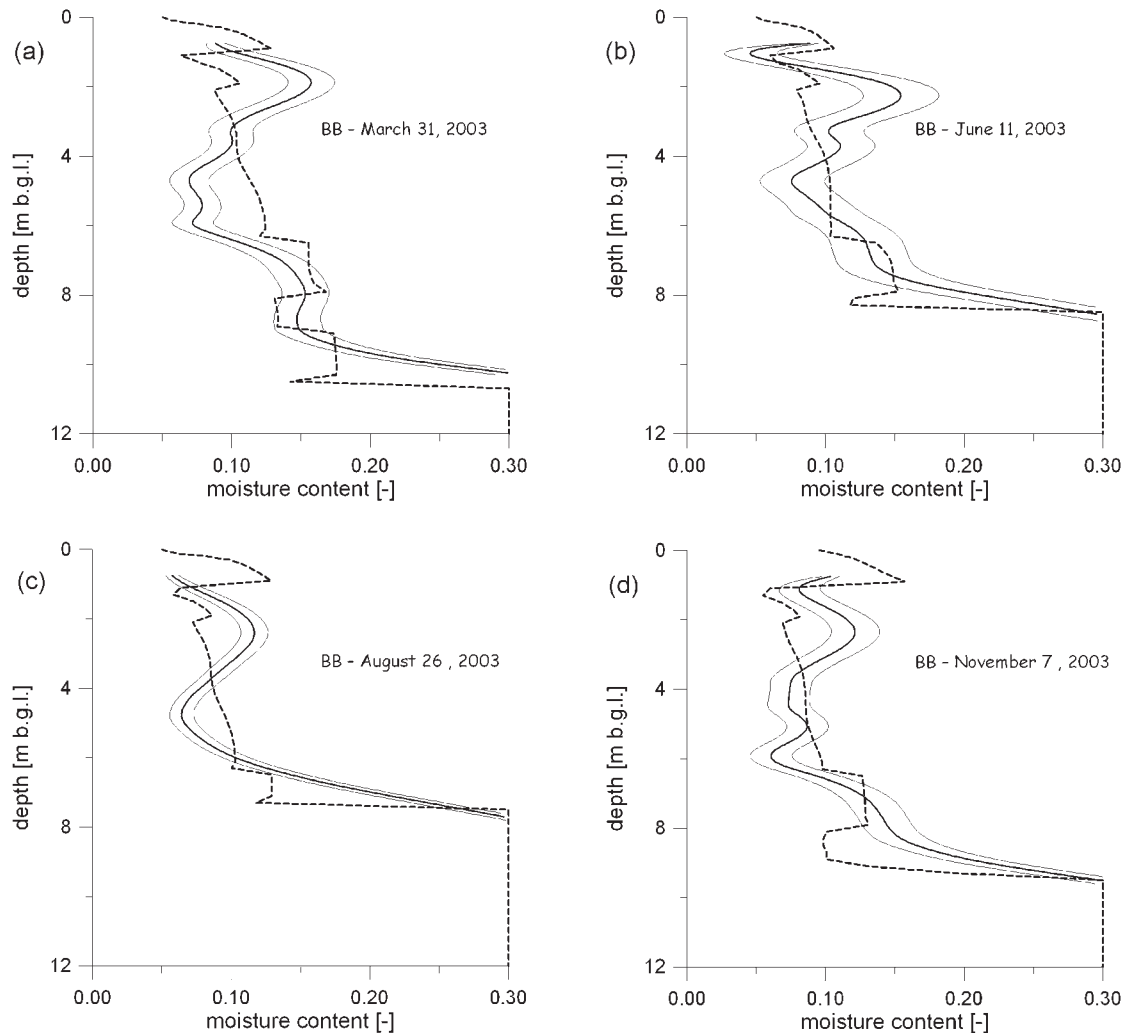 (a)
0
4
8
12
depth [m b.g.l.]
BB - March 31, 2003
0.00 0.10 0.20 0.30
moisture content [-]
(b)
0
4
8
12
depth [m b.g.l.]
BB - June 11, 2003
0.00 0.10 0.20 0.30
moisture content [-]
(c)
0
4
8
12
depth [m b.g.l.]
BB - August 26 , 2003
0.00 0.10 0.20 0.30
moisture content [-]
(d)
0
4
8
12
depth [m b.g.l.]
BB - November 7 , 2003
0.00 0.10 0.20 0.30
moisture content [-]